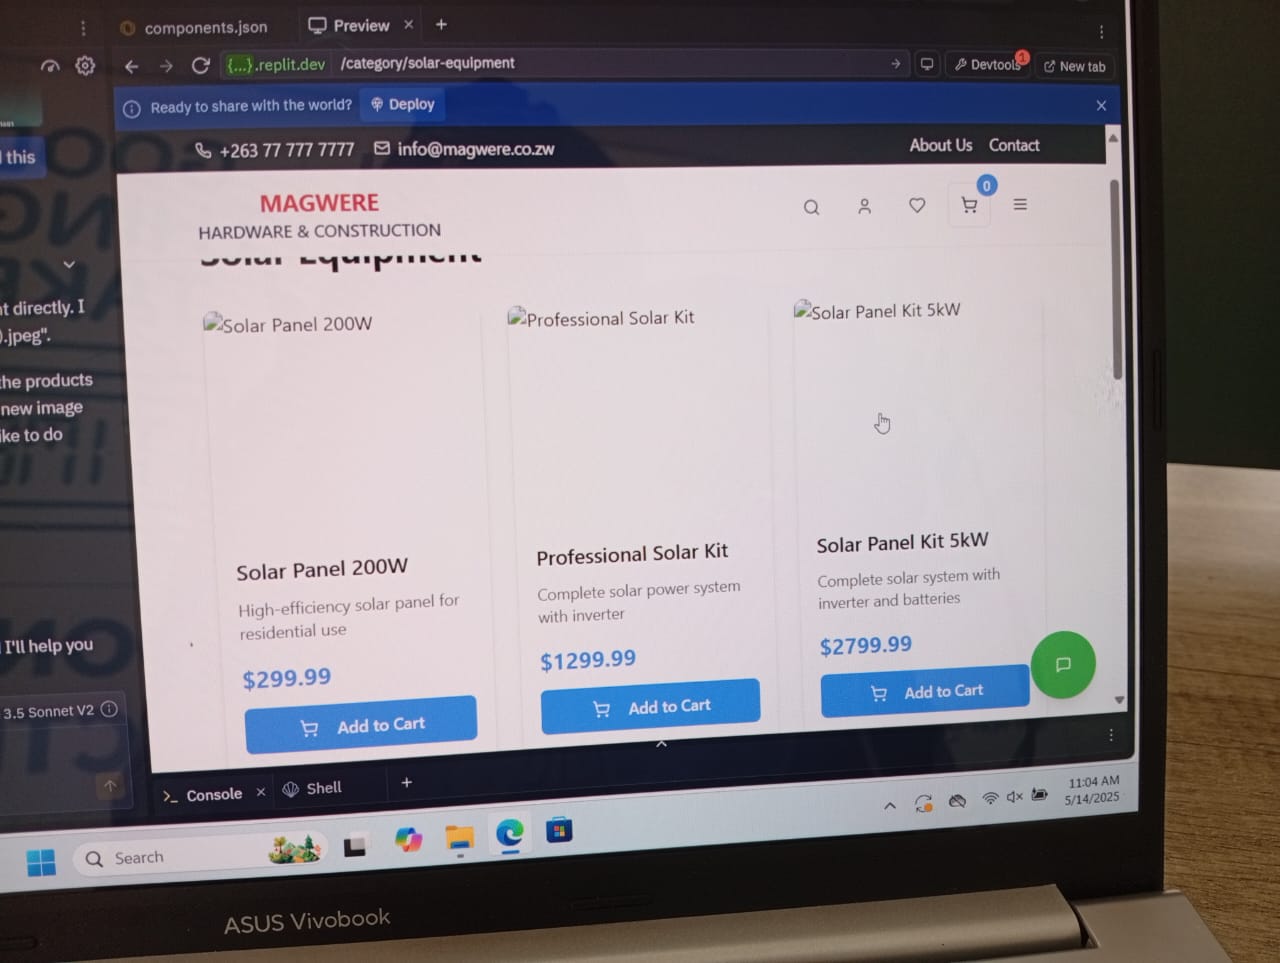 components.json
Preview
{...}.replit.dev /category/solar-equipment
Devtools
1
New tab
Ready to share with the world?
Deploy
this
+263 77 777 7777
info@magwere.co.zw
About Us
Contact
MAGWERE
HARDWARE & CONSTRUCTION
0
Solar Equipment
t directly. I
).jpeg".
the products
new image
ike to do
I'll help you
3.5 Sonnet V2
Solar Panel 200W
Professional Solar Kit
Solar Panel Kit 5kW
Solar Panel 200W
High-efficiency solar panel for
residential use
$299.99
Add to Cart
Professional Solar Kit
Complete solar power system
with inverter
$1299.99
Add to Cart
Solar Panel Kit 5kW
Complete solar system with
inverter and batteries
$2799.99
Add to Cart
Console
Shell
Search
11:04 AM
5/14/2025
ASUS Vivobook